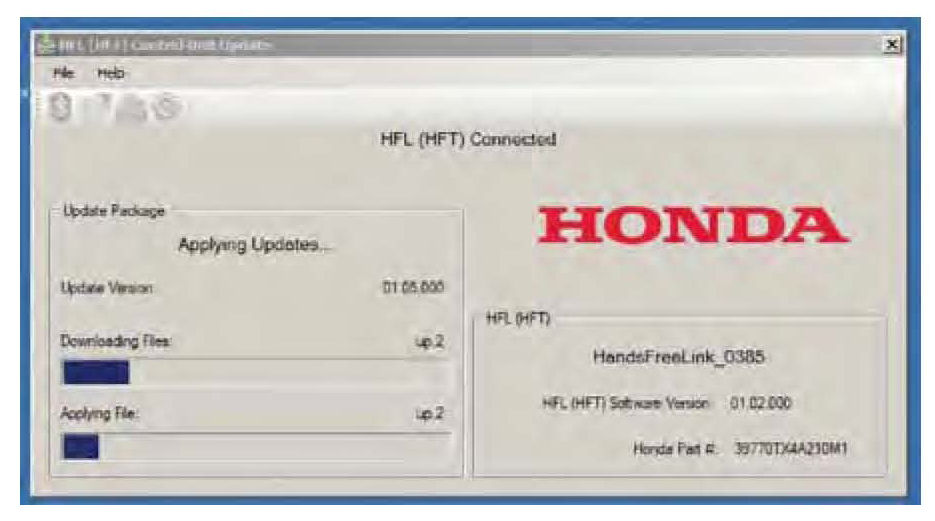 HFL (HFT) Control Unit Update
File Help
HFL (HFT) Connected
Update Package
Applying Updates...
Update Version: 01.05.000
Downloading Files: up.2
Applying File: up.2
HONDA
HFL (HFT)
HandsFreeLink_0385
HFL (HFT) Software Version: 01.02.000
Honda Part #: 39770TX4A210M1